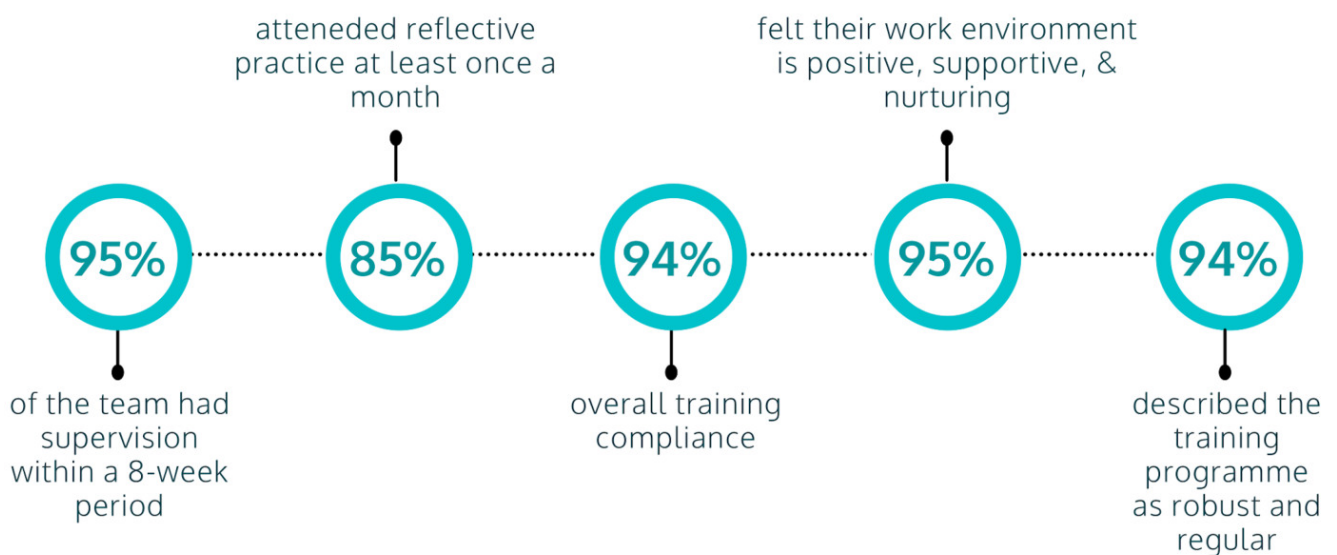 atteneded reflective
practice at least once a
month
felt their work environment
is positive, supportive, &
nurturing
95%
85%
94%
95%
94%
of the team had
supervision
within a 8-week
period
overall training
compliance
described the
training
programme
as robust and
regular